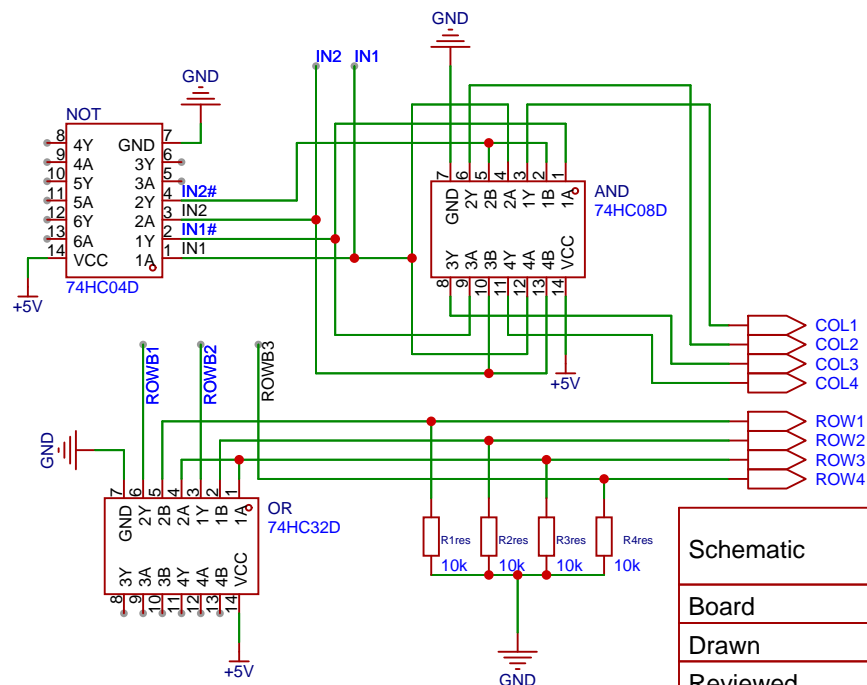 GND
IN2 IN1
GND
NOT
8 4Y GND 7
9 4A 3Y 6
10 5Y 3A 5
11 5A 2Y 4 IN2#
12 6Y 2A 3 IN2
13 6A 1Y 2 IN1#
14 VCC 1A 1 IN1
74HC04D
+5V
7 6 5 4 3 2 1
GND 2Y 2B 2A 1Y 1B 1A
AND
74HC08D
3Y 3A 3B 4Y 4A 4B VCC
8 9 10 11 12 13 14
+5V
COL1
COL2
COL3
COL4
ROWB1 ROWB2 ROWB3
ROW1
ROW2
ROW3
ROW4
GND
7 6 5 4 3 2 1
GND 2Y 2B 2A 1Y 1B 1A
OR
74HC32D
3Y 3A 3B 4Y 4A 4B VCC
8 9 10 11 12 13 14
+5V
R1res R2res R3res R4res
10k 10k 10k 10k
GND
Schematic
Board
Drawn
Reviewed